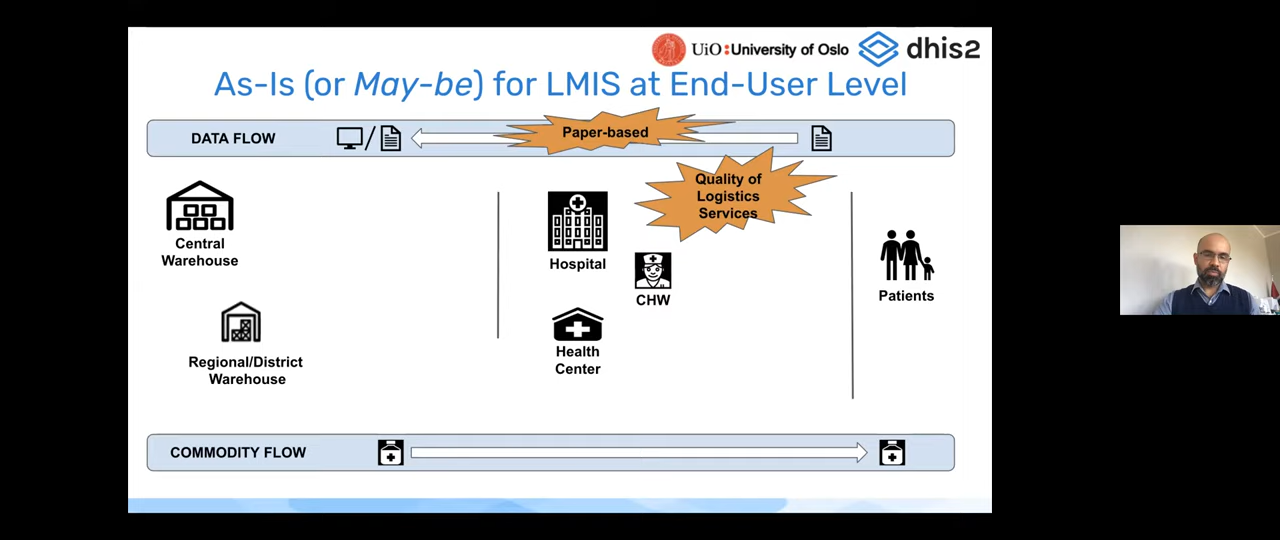 UiO:University of Oslo dhis2
As-Is (or May-be) for LMIS at End-User Level
DATA FLOW
Paper-based
Quality of
Logistics
Services
Central
Warehouse
Hospital
CHW
Patients
Health
Center
Regional/District
Warehouse
COMMODITY FLOW